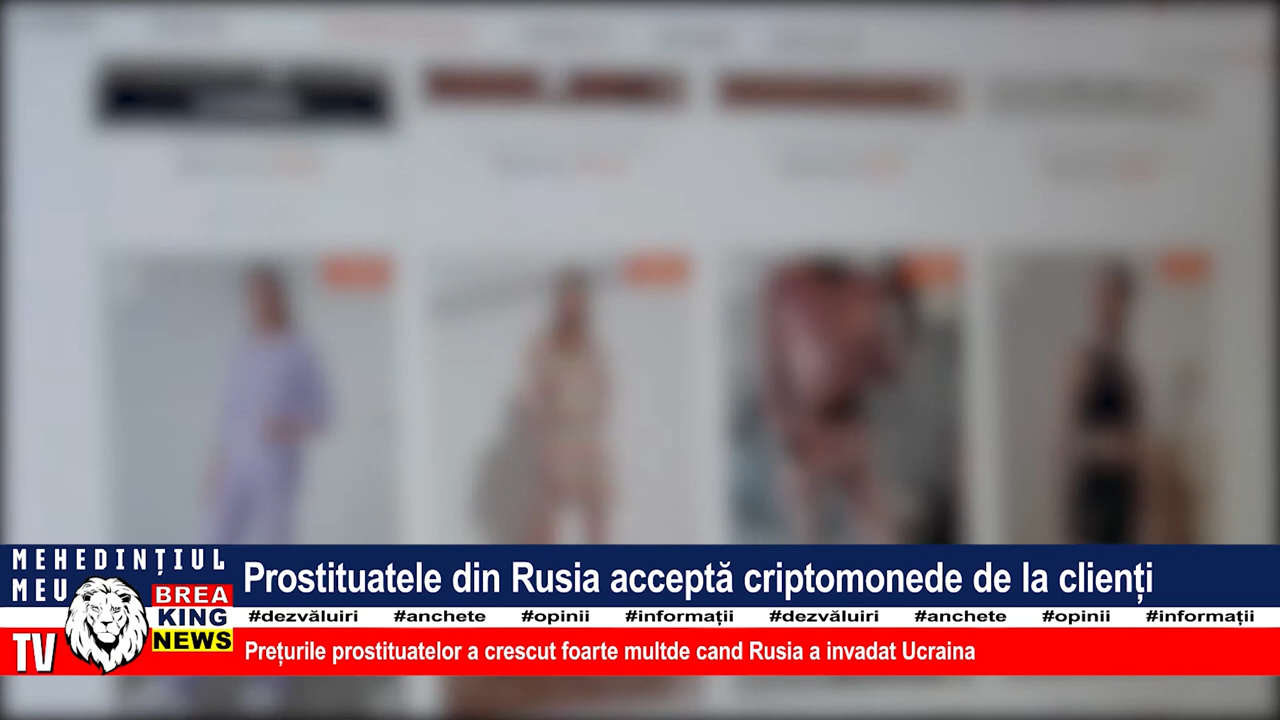 MEHEDINȚIUL
MEU
TV
BREA
KING
NEWS
Prostituatele din Rusia acceptă criptomonede de la clienți
#dezvăluiri #anchete #opinii #informații #dezvăluiri #anchete #opinii #informații
Prețurile prostituatelor a crescut foarte multde cand Rusia a invadat Ucraina